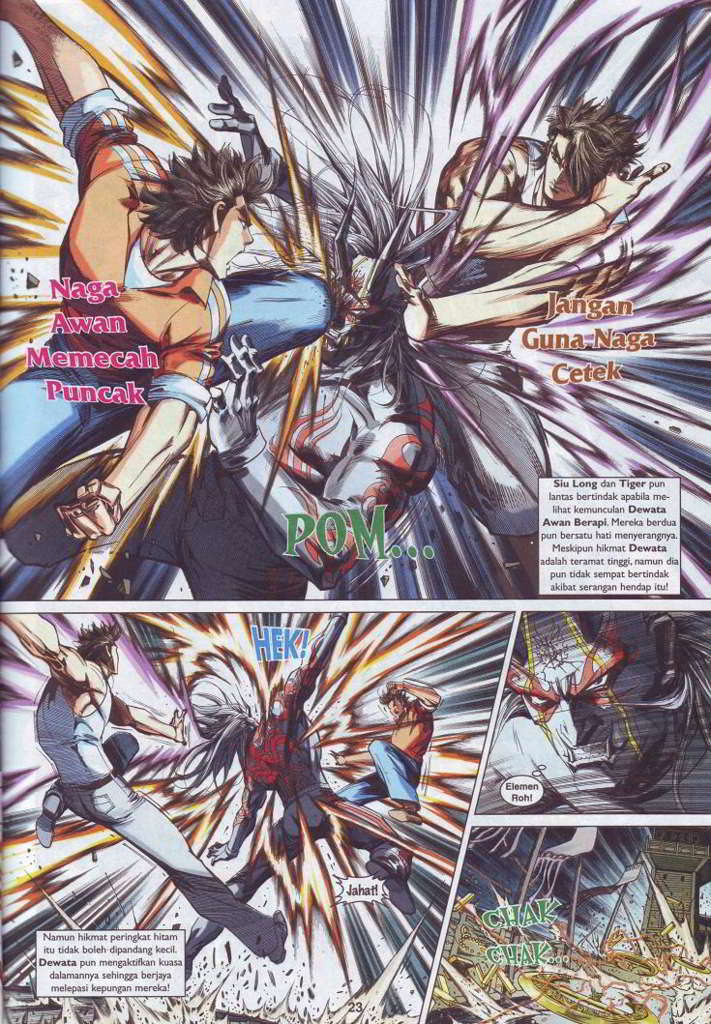 Naga
Awan
Memecah
Puncak
Jangan
Guna Naga
Cetek
Siu Long dan Tiger pun
lantas bertindak apabila me-
lihat kemunculan Dewata
Awan Berapi. Mereka berdua
pun bersatu hati menyerangnya.
Meskipun hikmat Dewata
adalah teramat tinggi, namun dia
pun tidak sempat bertindak
akibat serangan hendap itu!
POM...
HEK!
Elemen
Roh!
Jahat!
CHAK
CHAK...
Namun hikmat peringkat hitam
itu tidak boleh dipandang kecil.
Dewata pun mengaktifkan kuasa
dalamannya sehingga berjaya
melepasi kepungan mereka!
23